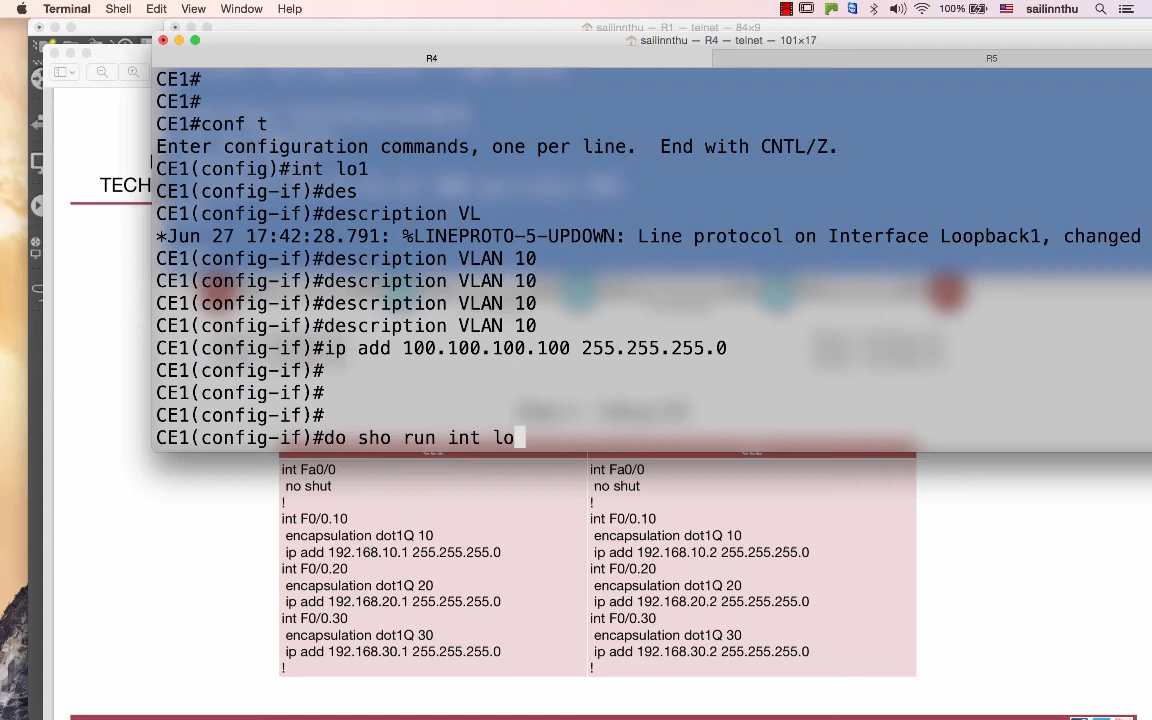 Terminal Shell Edit View Window Help 100% sailinnthu
sailinnthu — R1 — telnet — 84×9
sailinnthu — R4 — telnet — 101×17
R4 R5
CE1#
CE1#
CE1#conf t
Enter configuration commands, one per line.  End with CNTL/Z.
CE1(config)#int lo1
CE1(config-if)#des
CE1(config-if)#description VL
*Jun 27 17:42:28.791: %LINEPROTO-5-UPDOWN: Line protocol on Interface Loopback1, changed
CE1(config-if)#description VLAN 10
CE1(config-if)#description VLAN 10
CE1(config-if)#description VLAN 10
CE1(config-if)#description VLAN 10
CE1(config-if)#ip add 100.100.100.100 255.255.255.0
CE1(config-if)#
CE1(config-if)#
CE1(config-if)#
CE1(config-if)#do sho run int lo
TECH
CE1 CE2
int Fa0/0
no shut
!
int F0/0.10
encapsulation dot1Q 10
ip add 192.168.10.1 255.255.255.0
int F0/0.20
encapsulation dot1Q 20
ip add 192.168.20.1 255.255.255.0
int F0/0.30
encapsulation dot1Q 30
ip add 192.168.30.1 255.255.255.0
!
int Fa0/0
no shut
!
int F0/0.10
encapsulation dot1Q 10
ip add 192.168.10.2 255.255.255.0
int F0/0.20
encapsulation dot1Q 20
ip add 192.168.20.2 255.255.255.0
int F0/0.30
encapsulation dot1Q 30
ip add 192.168.30.2 255.255.255.0
!